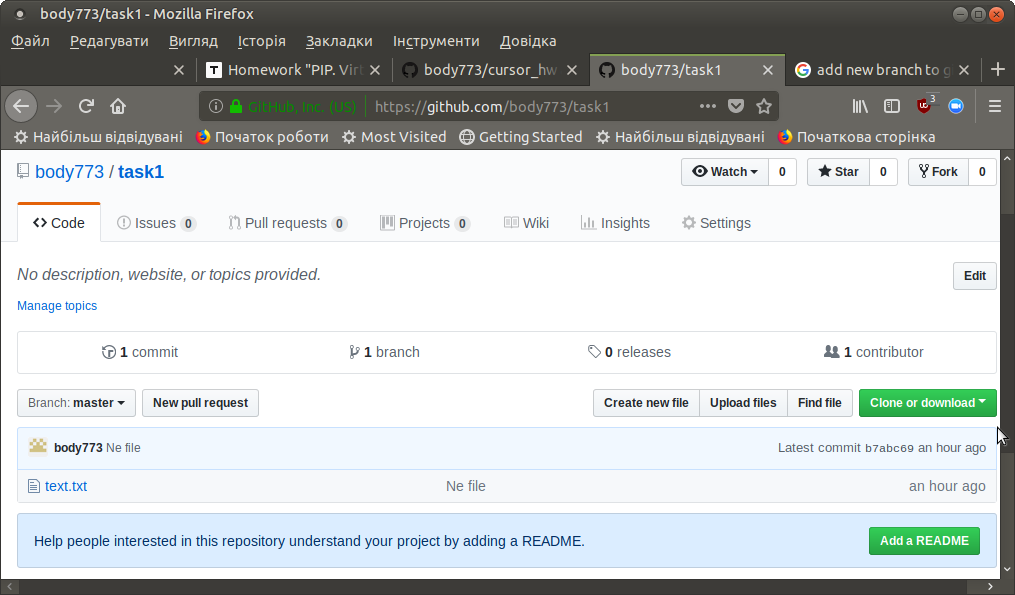 body773/task1 - Mozilla Firefox
Файл Редагувати Вигляд Історія Закладки Інструменти Довідка
T Homework "PIP. Virt body773/cursor_hw body773/task1 add new branch to g
GitHub, Inc. (US) https://github.com/body773/task1 3
Найбільш відвідувані Початок роботи Most Visited Getting Started Найбільш відвідувані Початкова сторінка
body773 / task1 Watch 0 Star 0 Fork 0
Code Issues 0 Pull requests 0 Projects 0 Wiki Insights Settings
No description, website, or topics provided. Edit
Manage topics
1 commit 1 branch 0 releases 1 contributor
Branch: master New pull request Create new file Upload files Find file Clone or download
body773 Ne file Latest commit b7abc69 an hour ago
text.txt Ne file an hour ago
Help people interested in this repository understand your project by adding a README. Add a README